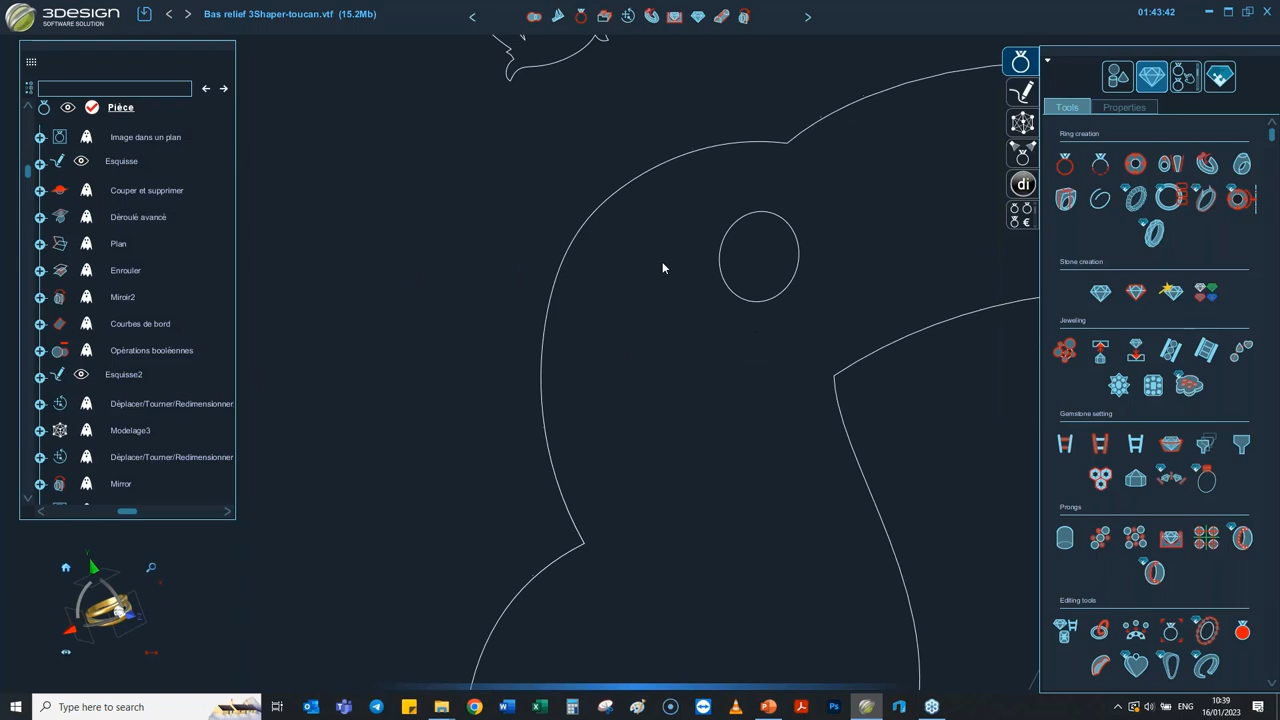 3DESIGN
SOFTWARE SOLUTION
Bas relief 3Shaper-toucan.vtf (15.2Mb)
01:43:42
Pièce
Image dans un plan
Esquisse
Couper et supprimer
Déroulé avancé
Plan
Enrouler
Miroir2
Courbes de bord
Opérations booléennes
Esquisse2
Déplacer/Tourner/Redimensionner
Modelage3
Déplacer/Tourner/Redimensionner
Mirror
di
Tools
Properties
Ring creation
Stone creation
Jeweling
Gemstone setting
Prongs
Editing tools
Type here to search
10:39
16/01/2023